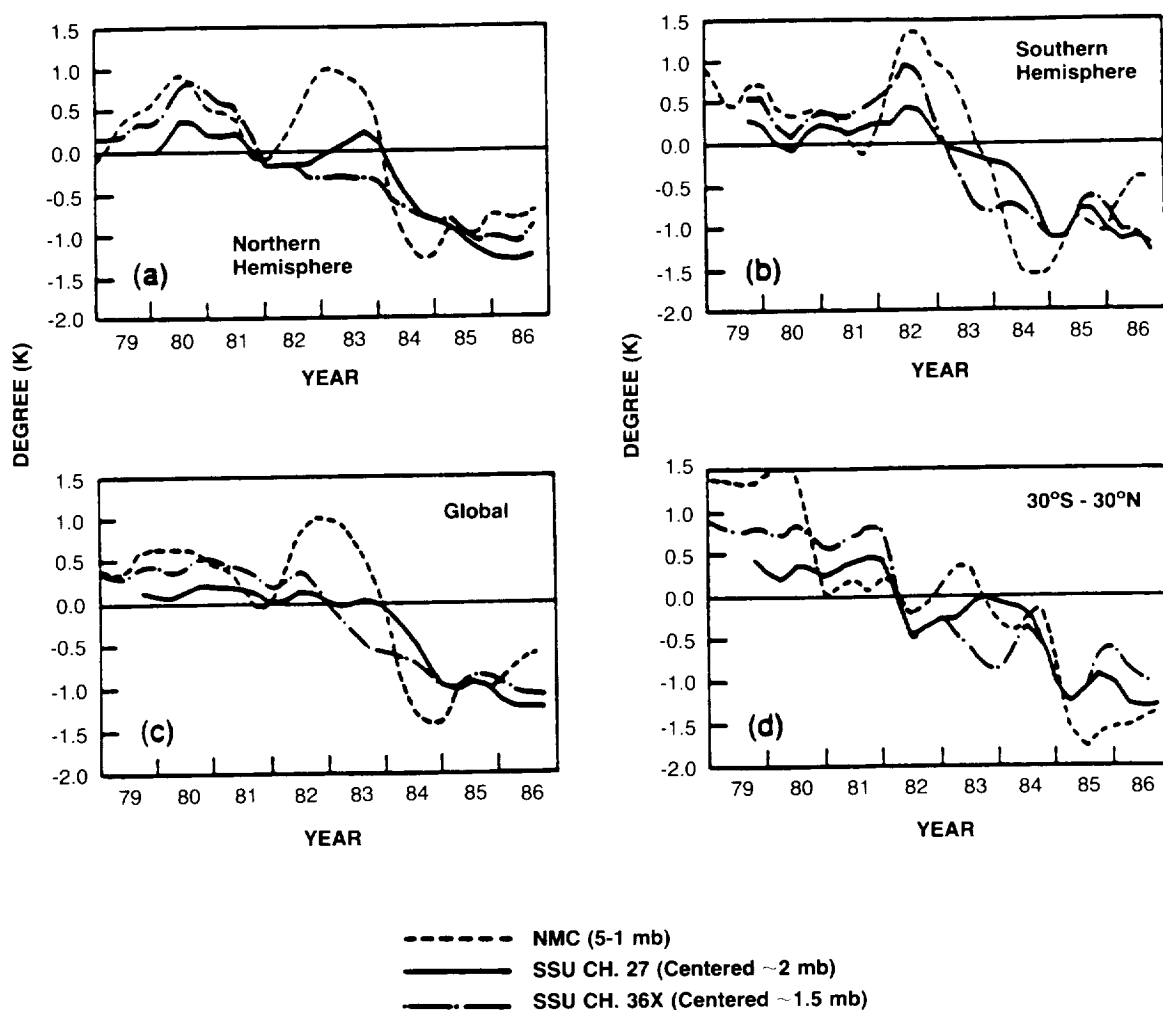 1.5
1.0
0.5
0.0
-0.5
-1.0
-1.5
-2.0
Northern
Hemisphere
(a)
79 80 81 82 83 84 85 86
YEAR
DEGREE (K)
1.5
1.0
0.5
0.0
-0.5
-1.0
-1.5
-2.0
Southern
Hemisphere
(b)
79 80 81 82 83 84 85 86
YEAR
DEGREE (K)
1.5
1.0
0.5
0.0
-0.5
-1.0
-1.5
-2.0
Global
(c)
79 80 81 82 83 84 85 86
YEAR
1.5
1.0
0.5
0.0
-0.5
-1.0
-1.5
-2.0
30°S - 30°N
(d)
79 80 81 82 83 84 85 86
YEAR
NMC (5-1 mb)
SSU CH. 27 (Centered ~2 mb)
SSU CH. 36X (Centered ~1.5 mb)